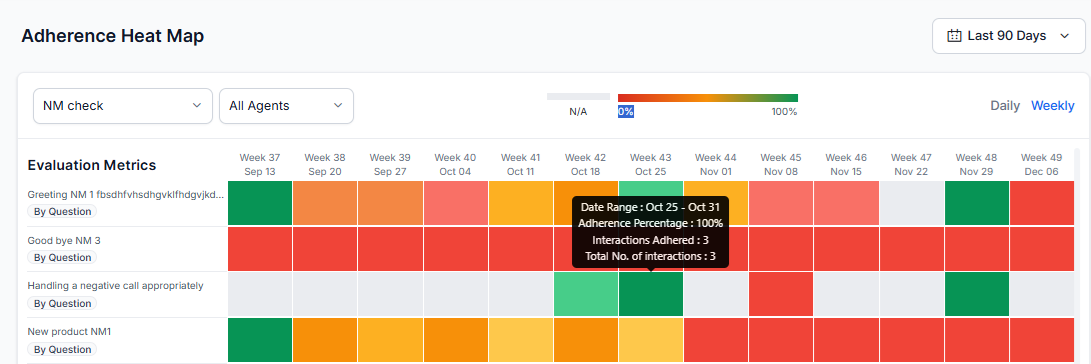 Adherence Heat Map
Last 90 Days
NM check
All Agents
N/A
0%
100%
Daily
Weekly
Evaluation Metrics
Week 37 Week 38 Week 39 Week 40 Week 41 Week 42 Week 43 Week 44 Week 45 Week 46 Week 47 Week 48 Week 49
Sep 13 Sep 20 Sep 27 Oct 04 Oct 11 Oct 18 Oct 25 Nov 01 Nov 08 Nov 15 Nov 22 Nov 29 Dec 06
Greeting NM 1 fbsdhfvhsdhgvklfhdgvjkd...
By Question
Date Range : Oct 25 - Oct 31
Adherence Percentage : 100%
Interactions Adhered : 3
Total No. of interactions : 3
Good bye NM 3
By Question
Handling a negative call appropriately
By Question
New product NM1
By Question